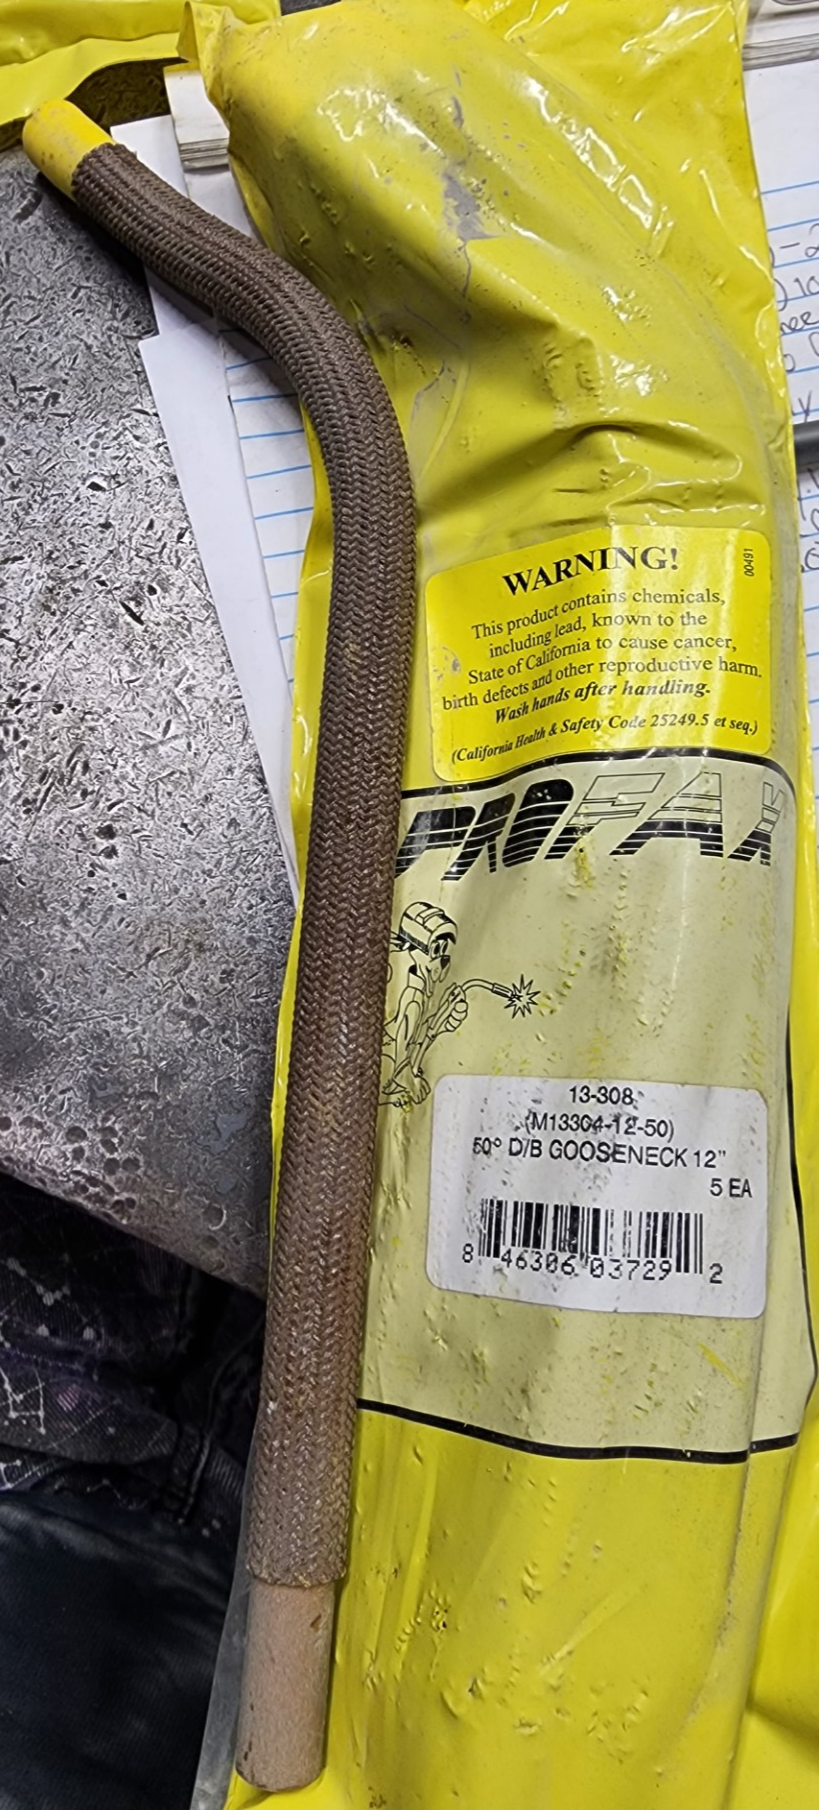 WARNING!
00491
This product contains chemicals,
including lead, known to the
State of California to cause cancer,
birth defects and other reproductive harm.
Wash hands after handling.
(California Health & Safety Code 25249.5 et seq.)
PROFAX
13-308
(M13304-12-50)
50° D/B GOOSENECK 12"
5 EA
8 46306 03729 2